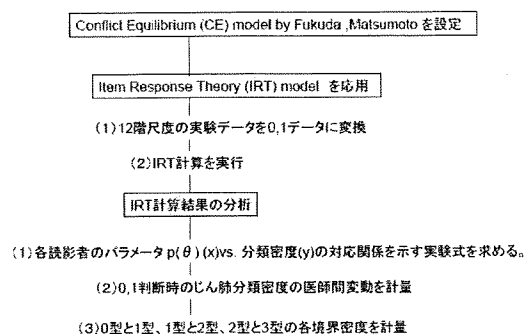 Conflict Equilibrium (CE) model by Fukuda ,Matsumoto を設定
Item Response Theory (IRT) model を応用
(1)12階尺度の実験データを0,1データに変換
(2)IRT計算を実行
IRT計算結果の分析
(1)各読影者のパラメータ p(θ) (x)vs. 分類密度(y)の対応関係を示す実験式を求める。
(2)0,1判断時のじん肺分類密度の医師間変動を計量
(3)0型と1型、1型と2型、2型と3型の各境界密度を計量